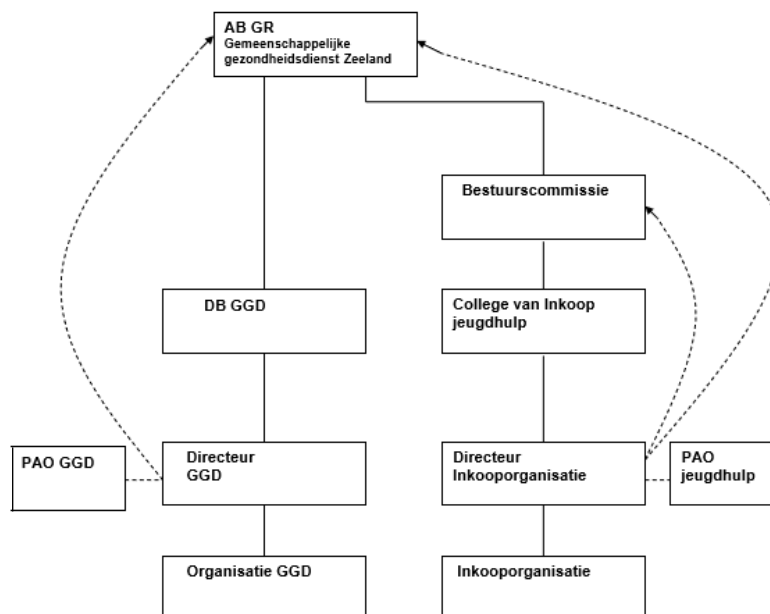 AB GR
Gemeenschappelijke
gezondheidsdienst Zeeland
Bestuurscommissie
DB GGD
College van Inkoop
jeugdhulp
PAO GGD
Directeur
GGD
Directeur
Inkooporganisatie
PAO
jeugdhulp
Organisatie GGD
Inkooporganisatie